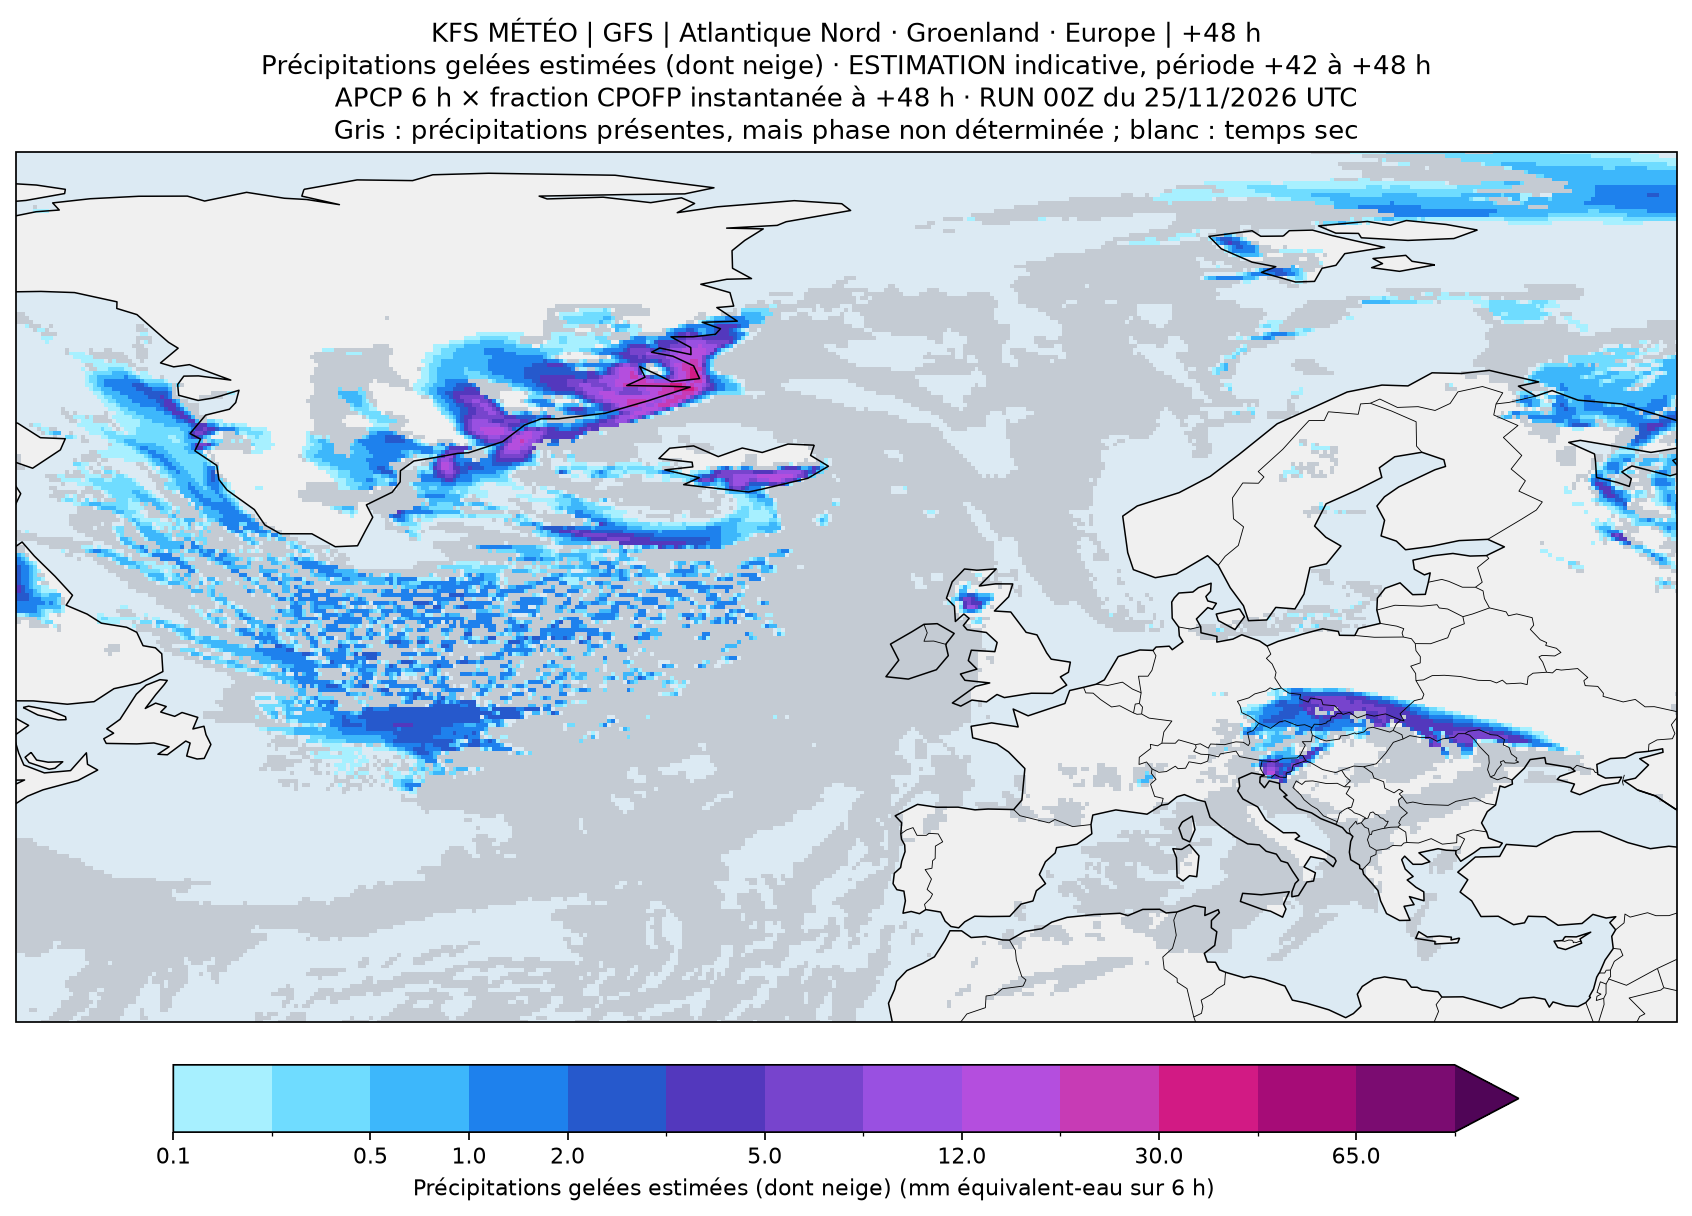 KFS MÉTÉO | GFS | Atlantique Nord · Groenland · Europe | +48 h
Précipitations gelées estimées (dont neige) · ESTIMATION indicative, période +42 à +48 h
APCP 6 h × fraction CPOFP instantanée à +48 h · RUN 00Z du 25/11/2026 UTC
Gris : précipitations présentes, mais phase non déterminée ; blanc : temps sec
0.1 0.5 1.0 2.0 5.0 12.0 30.0 65.0
Précipitations gelées estimées (dont neige) (mm équivalent-eau sur 6 h)